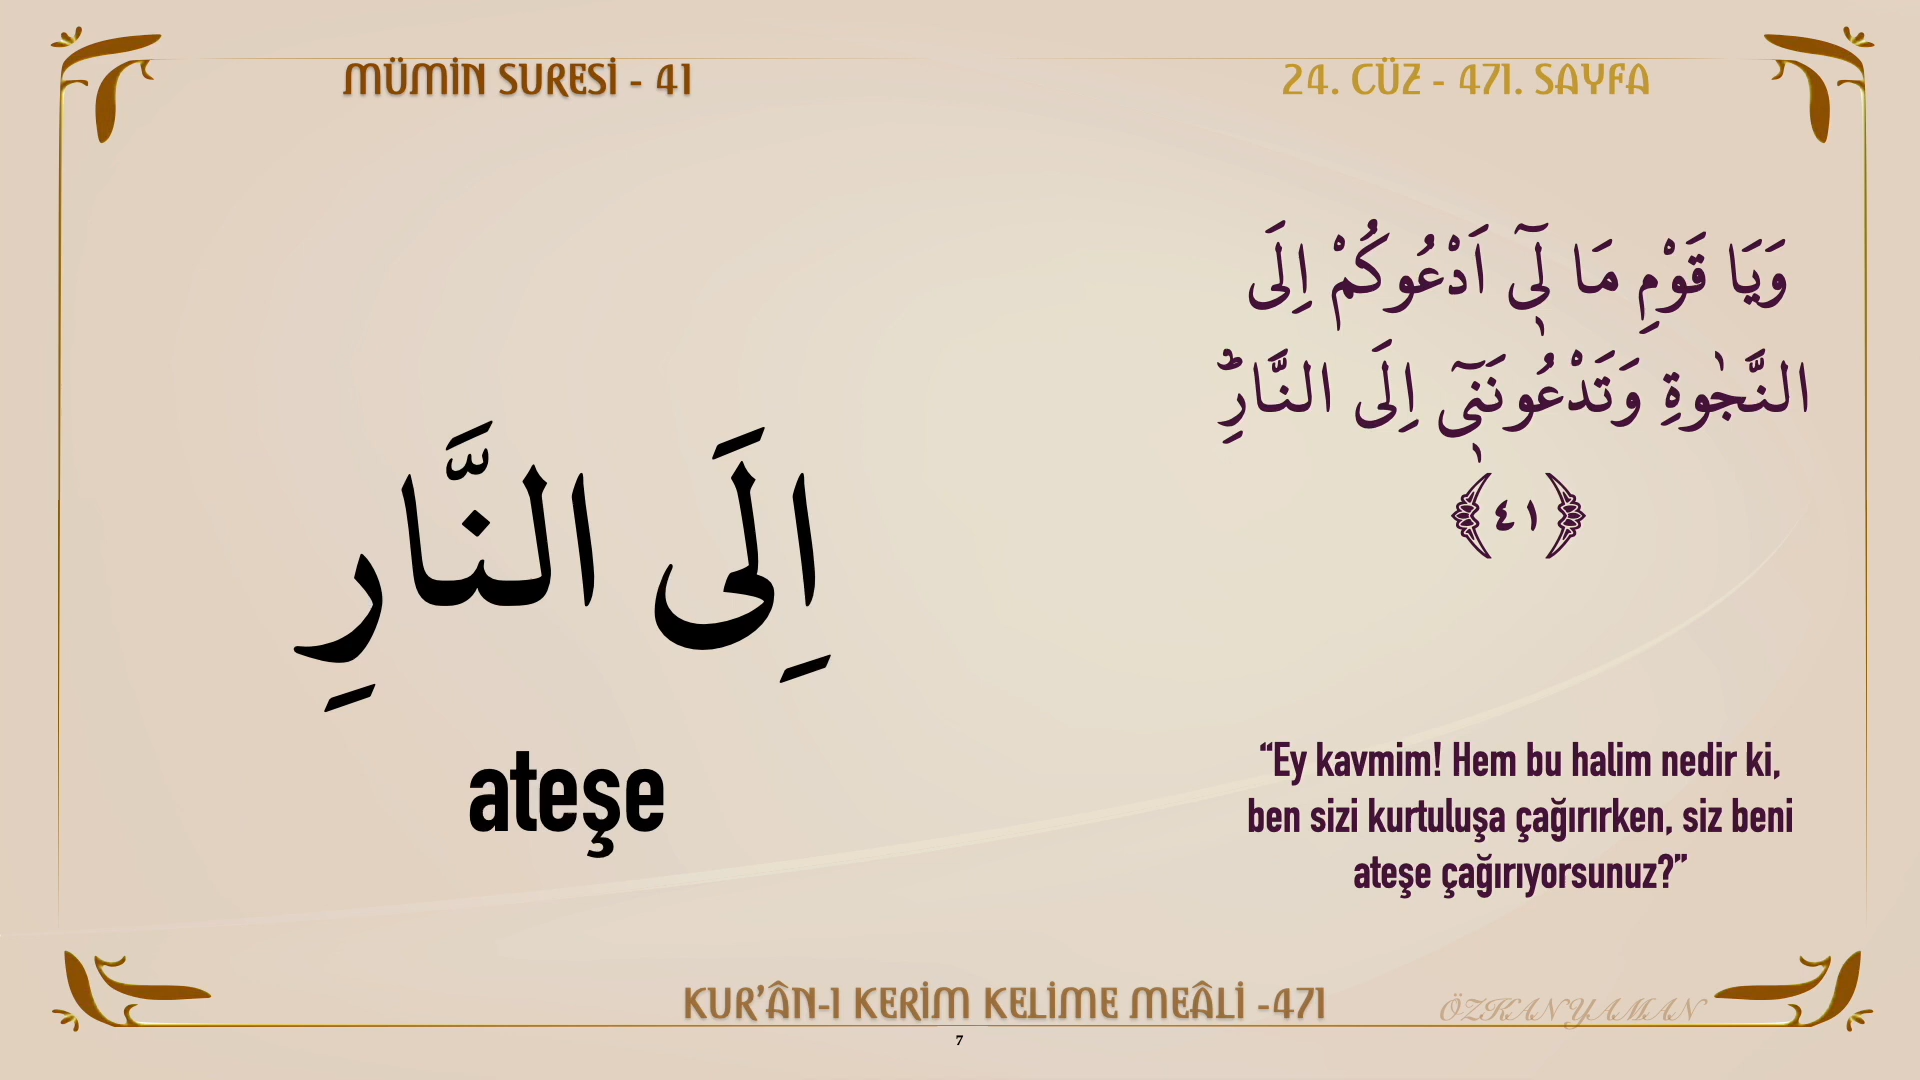 MÜMİN SURESİ - 41
24. CÜZ - 471. SAYFA
وَيَا قَوْمِ مَا لٖٓي اَدْعُوكُمْ اِلَى
النَّجٰوةِ وَتَدْعُونَنٖٓي اِلَى النَّارِؕ
﴿٤١﴾
اِلَى النَّارِ
ateşe
“Ey kavmim! Hem bu halim nedir ki,
ben sizi kurtuluşa çağırırken, siz beni
ateşe çağırıyorsunuz?”
KUR’ÂN-I KERİM KELİME MEÂLİ -471
ÖZKAN YAMAN
7